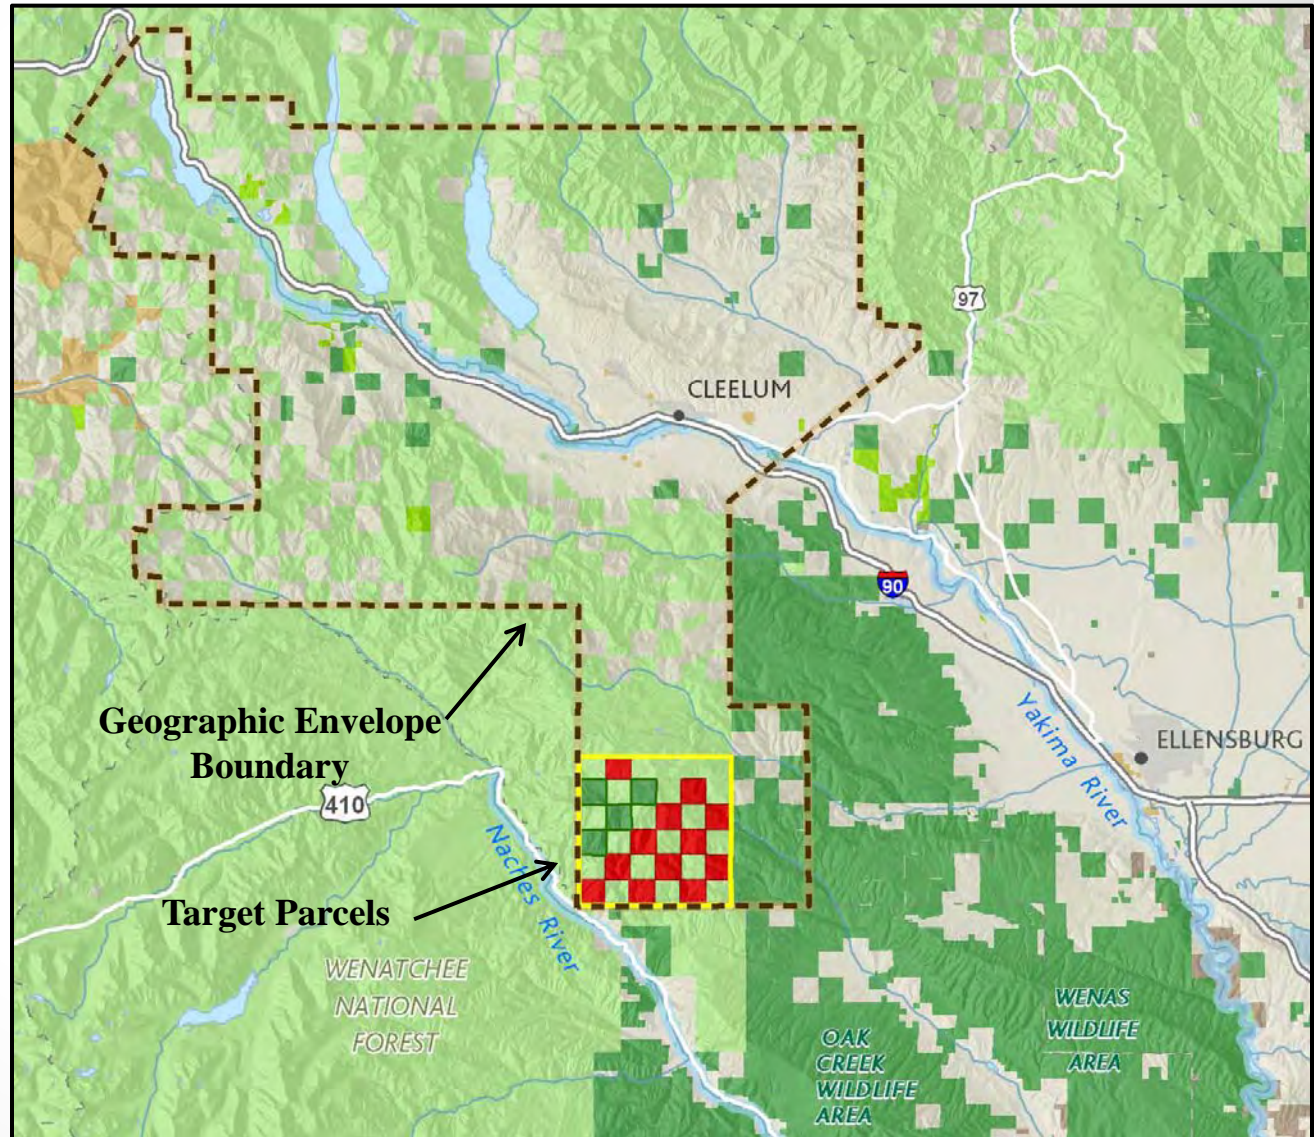 97
CLEELUM
90
Geographic Envelope
Boundary
Yakima River
ELLENSBURG
410
Naches River
Target Parcels
WENATCHEE
NATIONAL
FOREST
WENAS
WILDLIFE
AREA
OAK
CREEK
WILDLIFE
AREA